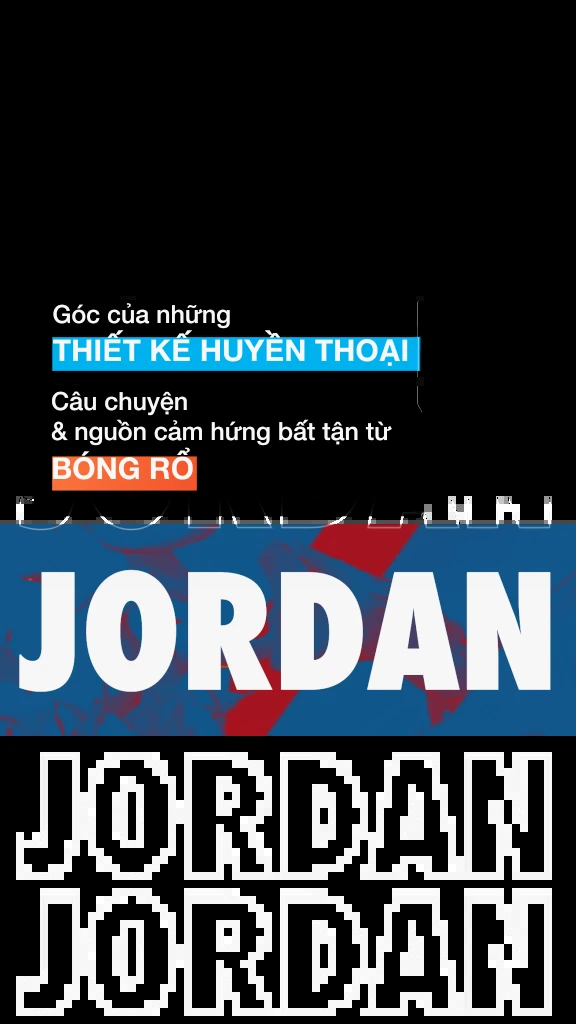 Góc của những
THIẾT KẾ HUYỀN THOẠI
Câu chuyện
& nguồn cảm hứng bất tận từ
BÓNG RỔ
JORDAN
JORDAN
JORDAN